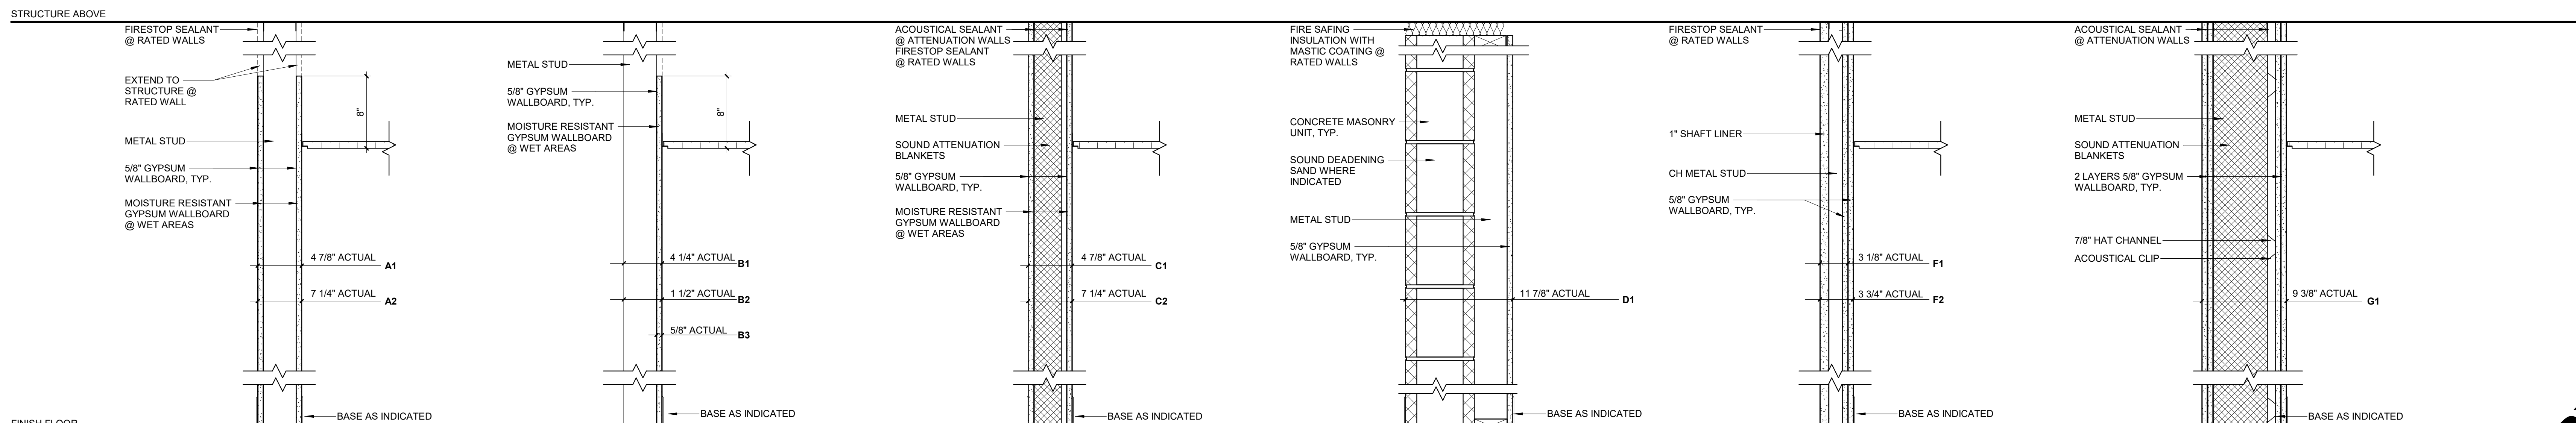 STRUCTURE ABOVE
FIRESTOP SEALANT
@ RATED WALLS
EXTEND TO
STRUCTURE @
RATED WALL
8"
METAL STUD
5/8" GYPSUM
WALLBOARD, TYP.
MOISTURE RESISTANT
GYPSUM WALLBOARD
@ WET AREAS
4 7/8" ACTUAL A1
7 1/4" ACTUAL A2
BASE AS INDICATED
METAL STUD
5/8" GYPSUM
WALLBOARD, TYP.
8"
MOISTURE RESISTANT
GYPSUM WALLBOARD
@ WET AREAS
4 1/4" ACTUAL B1
1 1/2" ACTUAL B2
5/8" ACTUAL B3
BASE AS INDICATED
ACOUSTICAL SEALANT
@ ATTENUATION WALLS
FIRESTOP SEALANT
@ RATED WALLS
METAL STUD
SOUND ATTENUATION
BLANKETS
5/8" GYPSUM
WALLBOARD, TYP.
MOISTURE RESISTANT
GYPSUM WALLBOARD
@ WET AREAS
4 7/8" ACTUAL C1
7 1/4" ACTUAL C2
BASE AS INDICATED
FIRE SAFING
INSULATION WITH
MASTIC COATING @
RATED WALLS
CONCRETE MASONRY
UNIT, TYP.
SOUND DEADENING
SAND WHERE
INDICATED
METAL STUD
5/8" GYPSUM
WALLBOARD, TYP.
11 7/8" ACTUAL D1
BASE AS INDICATED
FIRESTOP SEALANT
@ RATED WALLS
1" SHAFT LINER
CH METAL STUD
5/8" GYPSUM
WALLBOARD, TYP.
3 1/8" ACTUAL F1
3 3/4" ACTUAL F2
BASE AS INDICATED
ACOUSTICAL SEALANT
@ ATTENUATION WALLS
METAL STUD
SOUND ATTENUATION
BLANKETS
2 LAYERS 5/8" GYPSUM
WALLBOARD, TYP.
7/8" HAT CHANNEL
ACOUSTICAL CLIP
9 3/8" ACTUAL G1
BASE AS INDICATED
FINISH FLOOR